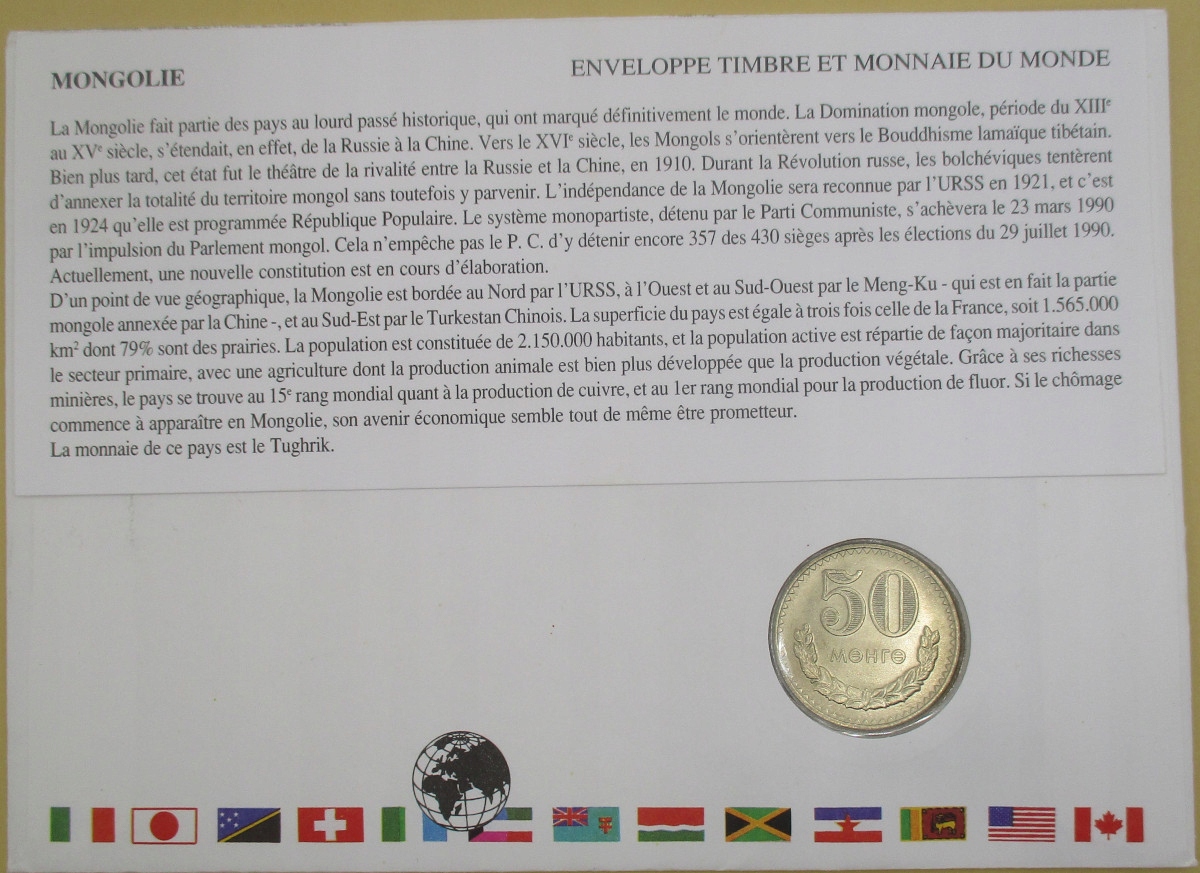 MONGOLIE
ENVELOPPE TIMBRE ET MONNAIE DU MONDE
La Mongolie fait partie des pays au lourd passé historique, qui ont marqué définitivement le monde. La Domination mongole, période du XIIIᵉ
au XVᵉ siècle, s'étendait, en effet, de la Russie à la Chine. Vers le XVIᵉ siècle, les Mongols s'orientèrent vers le Bouddhisme lamaïque tibétain.
Bien plus tard, cet état fut le théâtre de la rivalité entre la Russie et la Chine, en 1910. Durant la Révolution russe, les bolchéviques tentèrent
d'annexer la totalité du territoire mongol sans toutefois y parvenir. L'indépendance de la Mongolie sera reconnue par l'URSS en 1921, et c'est
en 1924 qu'elle est programmée République Populaire. Le système monopartiste, détenu par le Parti Communiste, s'achèvera le 23 mars 1990
par l'impulsion du Parlement mongol. Cela n'empêche pas le P. C. d'y détenir encore 357 des 430 sièges après les élections du 29 juillet 1990.
Actuellement, une nouvelle constitution est en cours d'élaboration.
D'un point de vue géographique, la Mongolie est bordée au Nord par l'URSS, à l'Ouest et au Sud-Ouest par le Meng-Ku - qui est en fait la partie
mongole annexée par la Chine -, et au Sud-Est par le Turkestan Chinois. La superficie du pays est égale à trois fois celle de la France, soit 1.565.000
km² dont 79% sont des prairies. La population est constituée de 2.150.000 habitants, et la population active est répartie de façon majoritaire dans
le secteur primaire, avec une agriculture dont la production animale est bien plus développée que la production végétale. Grâce à ses richesses
minières, le pays se trouve au 15ᵉ rang mondial quant à la production de cuivre, et au 1er rang mondial pour la production de fluor. Si le chômage
commence à apparaître en Mongolie, son avenir économique semble tout de même être prometteur.
La monnaie de ce pays est le Tughrik.
50
МӨНГӨ